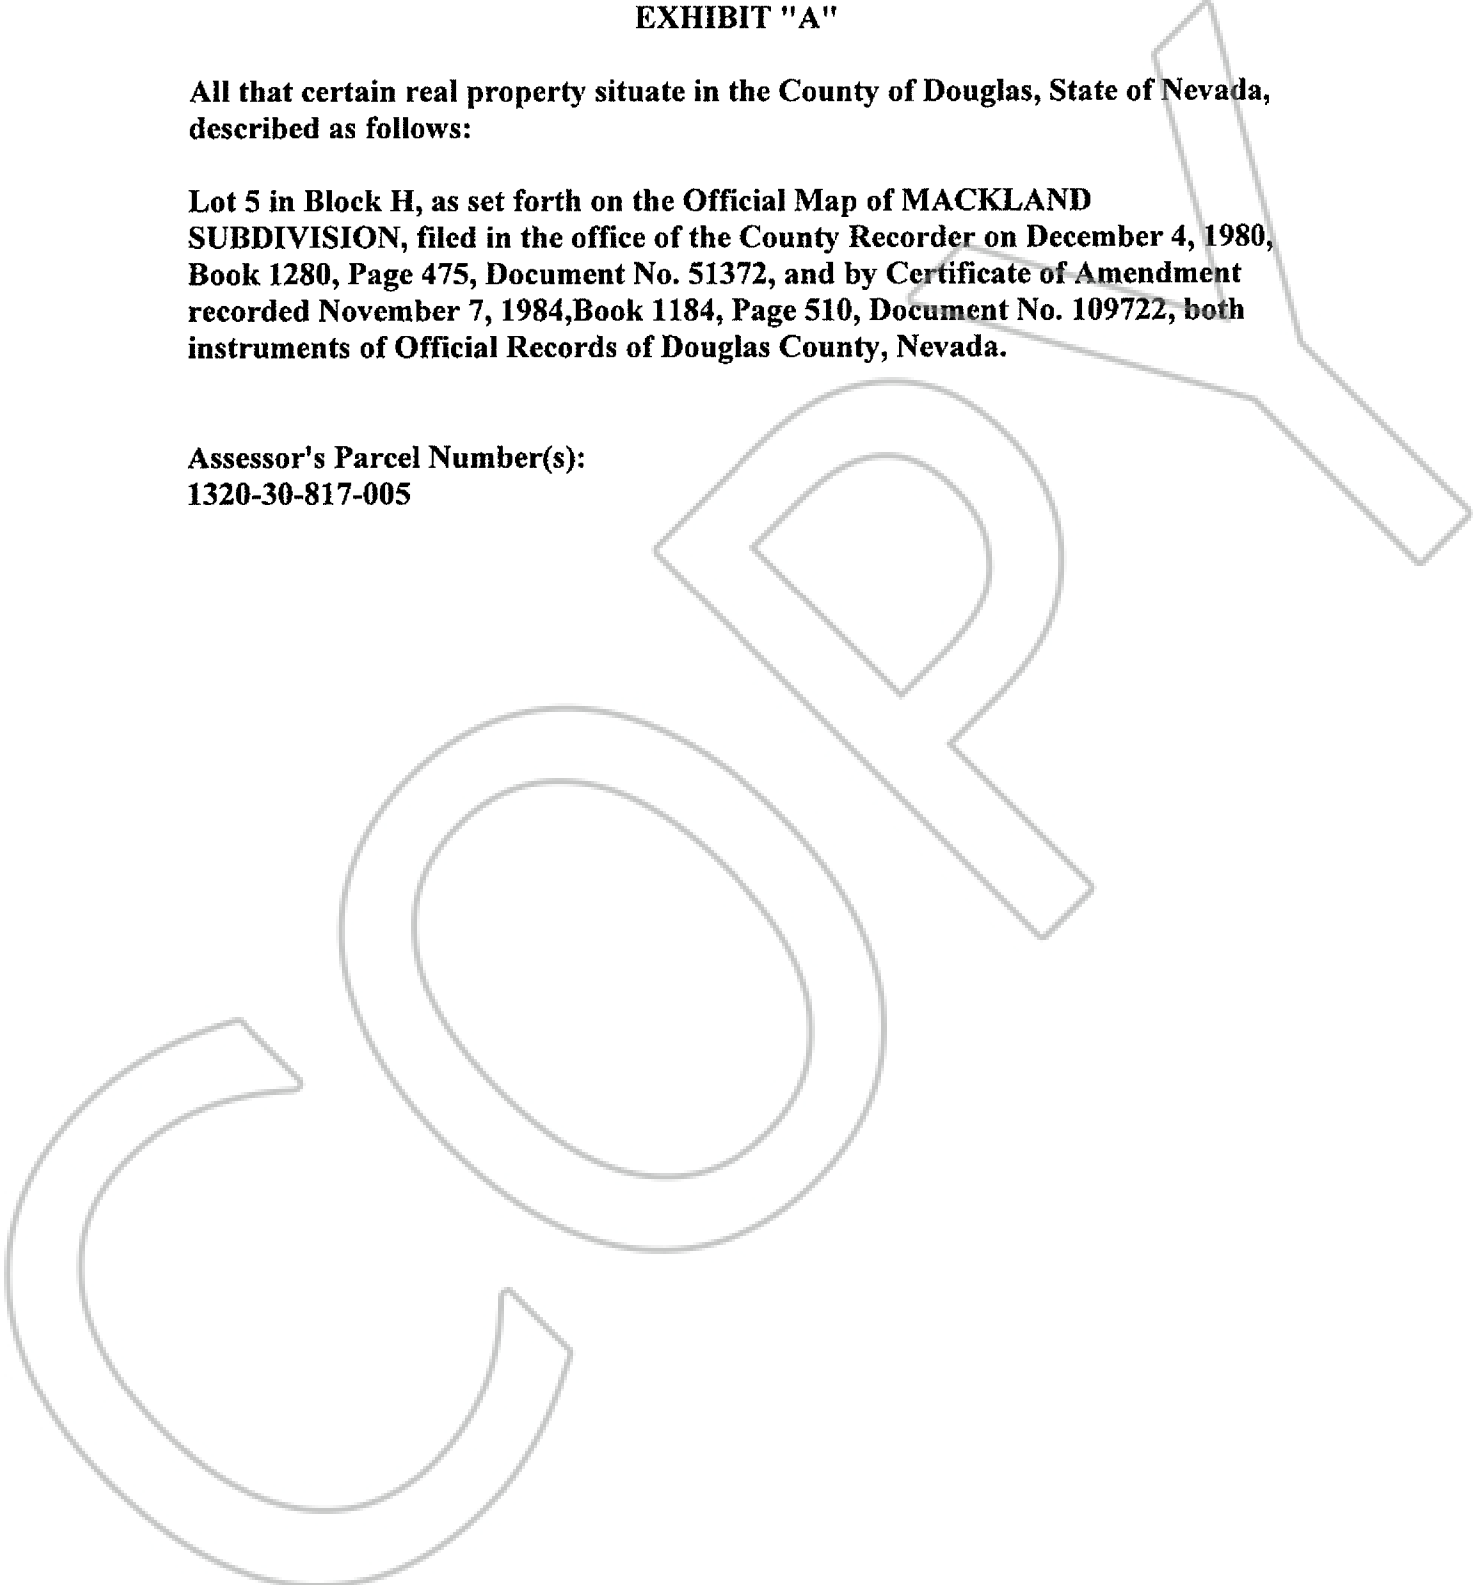 EXHIBIT "A"
All that certain real property situate in the County of Douglas, State of Nevada,
described as follows:
Lot 5 in Block H, as set forth on the Official Map of MACKLAND
SUBDIVISION, filed in the office of the County Recorder on December 4, 1980,
Book 1280, Page 475, Document No. 51372, and by Certificate of Amendment
recorded November 7, 1984,Book 1184, Page 510, Document No. 109722, both
instruments of Official Records of Douglas County, Nevada.
Assessor's Parcel Number(s):
1320-30-817-005
COPY